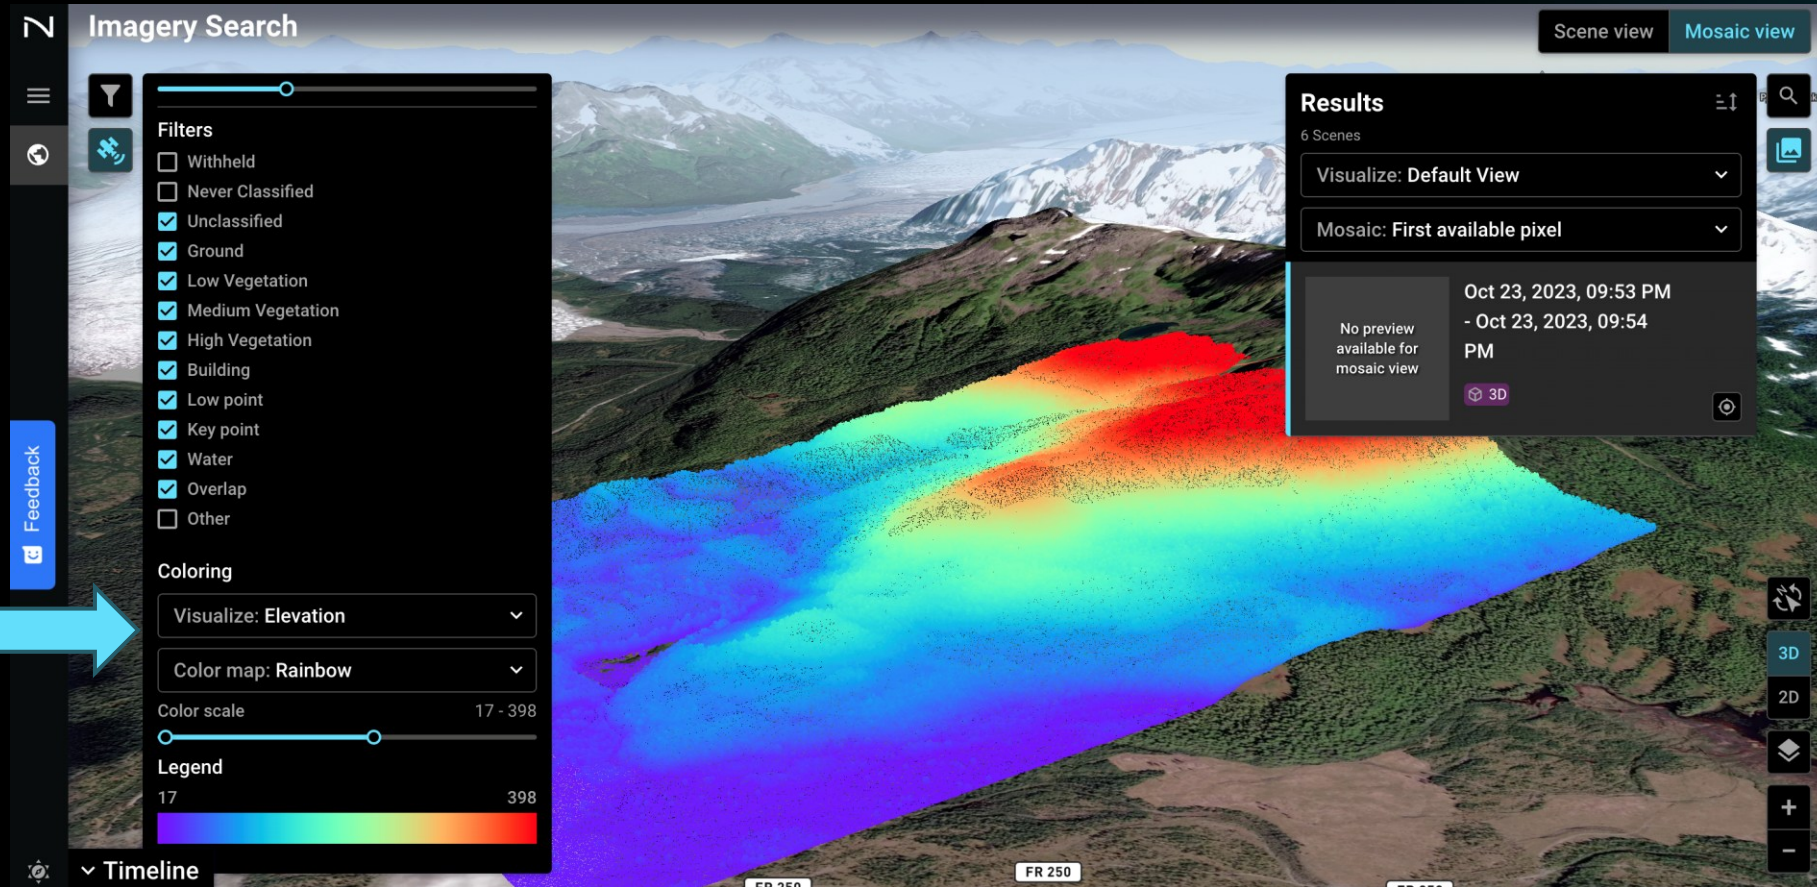 Imagery Search
Scene view
Mosaic view
Filters
Withheld
Never Classified
Unclassified
Ground
Low Vegetation
Medium Vegetation
High Vegetation
Building
Low point
Key point
Water
Overlap
Other
Coloring
Visualize: Elevation
Color map: Rainbow
Color scale 17 - 398
Legend
17 398
Timeline
Feedback
Results
6 Scenes
Visualize: Default View
Mosaic: First available pixel
No preview
available for
mosaic view
Oct 23, 2023, 09:53 PM
- Oct 23, 2023, 09:54
PM
3D
3D
2D
FR 250
FR 250